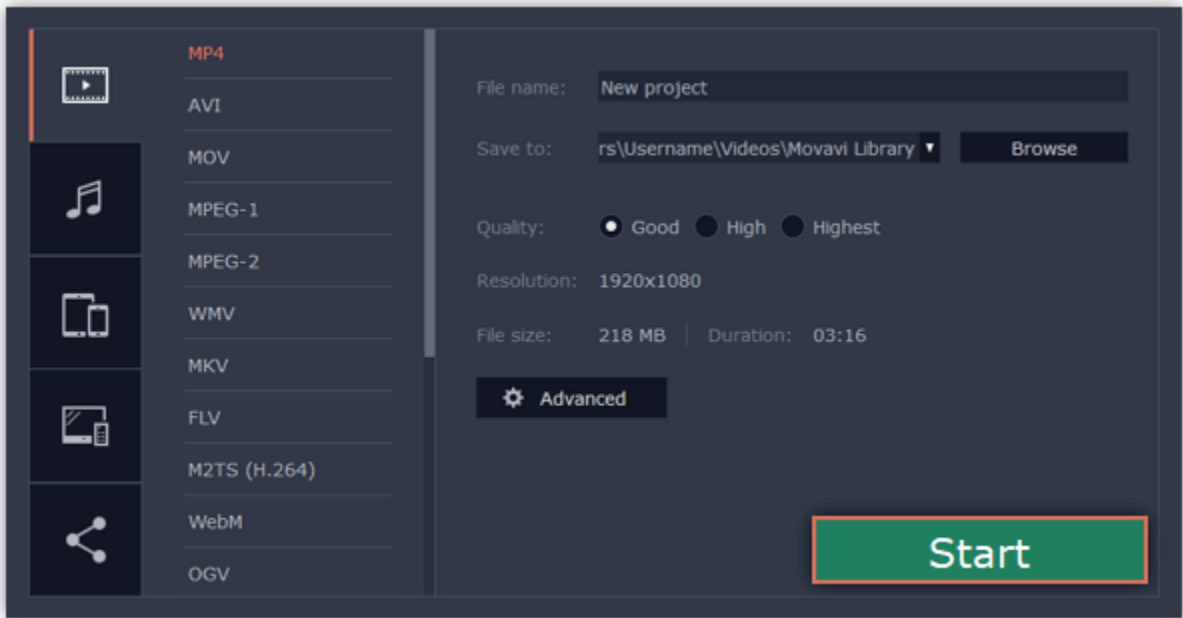 MP4
AVI
MOV
MPEG-1
MPEG-2
WMV
MKV
FLV
M2TS (H.264)
WebM
OGV
File name: New project
Save to: rs\Username\Videos\Movavi Library Browse
Quality: Good High Highest
Resolution: 1920x1080
File size: 218 MB Duration: 03:16
Advanced
Start